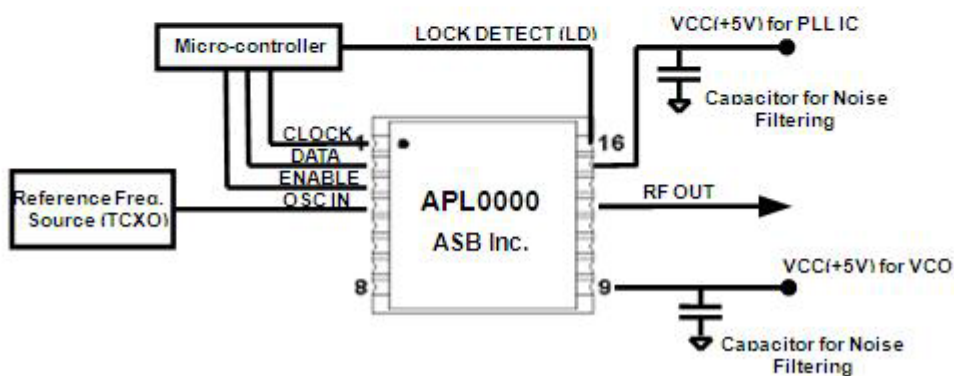 Micro-controller
LOCK DETECT (LD)
VCC(+5V) for PLL IC
Capacitor for Noise
Filtering
CLOCK
1
16
DATA
ENABLE
OSC IN
Reference Freq.
Source (TCXO)
APL0000
ASB Inc.
RF OUT
8
9
VCC(+5V) for VCO
Capacitor for Noise
Filtering